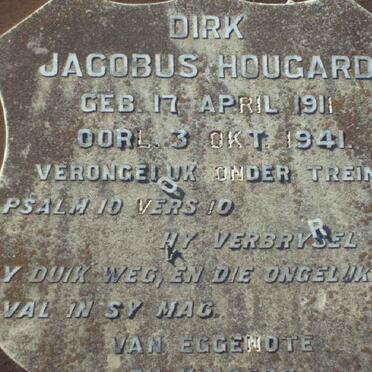 DIRK
JACOBUS HOUGARD
GEB. 17 APRIL 1911
OORL. 3 OKT. 1941.
VERONGELUK ONDER TREIN
PSALM 10 VERS 10
HY VERBRYSEL
Y DUIK WEG, EN DIE ONGELUK
VAL IN SY MAG.
VAN EGGENOTE